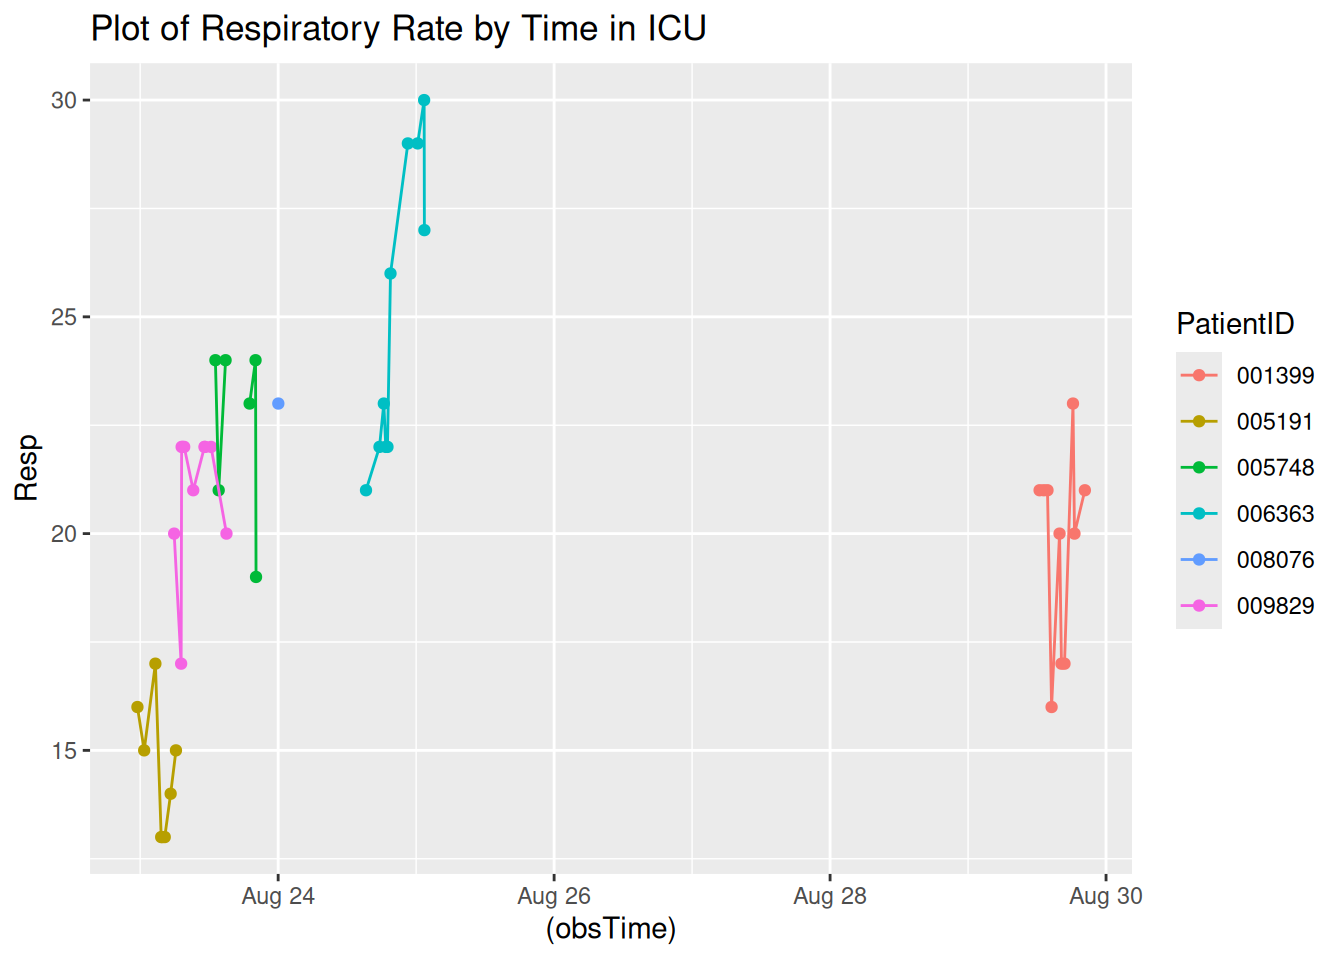 Plot of Respiratory Rate by Time in ICU
30
25
20
15
Resp
Aug 24
Aug 26
Aug 28
Aug 30
(obsTime)
PatientID
001399
005191
005748
006363
008076
009829